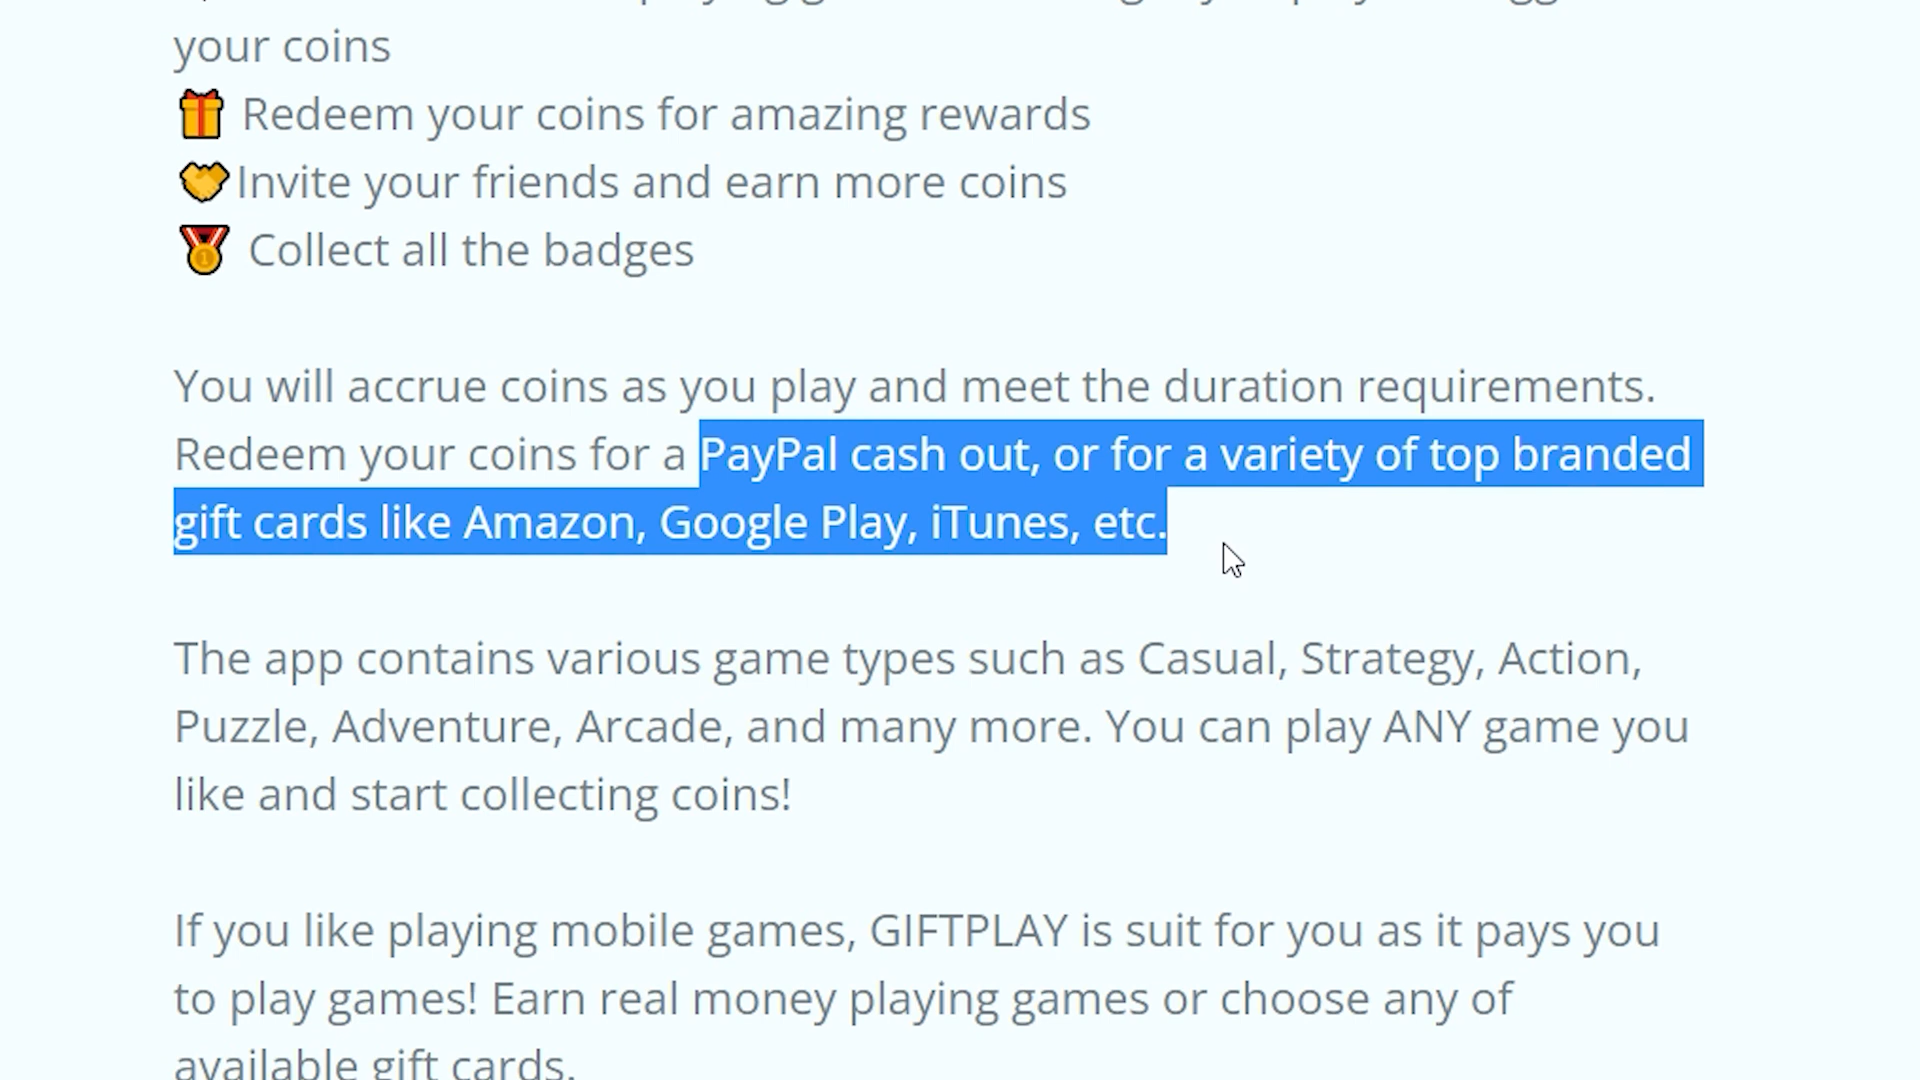 your coins
🎁 Redeem your coins for amazing rewards
Invite your friends and earn more coins
🏅 Collect all the badges
You will accrue coins as you play and meet the duration requirements.
Redeem your coins for a PayPal cash out, or for a variety of top branded
gift cards like Amazon, Google Play, iTunes, etc.
The app contains various game types such as Casual, Strategy, Action,
Puzzle, Adventure, Arcade, and many more. You can play ANY game you
like and start collecting coins!
If you like playing mobile games, GIFTPLAY is suit for you as it pays you
to play games! Earn real money playing games or choose any of
available gift cards.